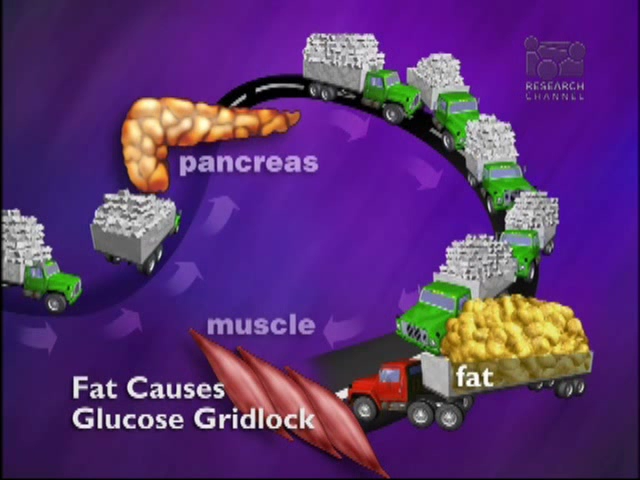 RESEARCH
CHANNEL
pancreas
muscle
fat
Fat Causes
Glucose Gridlock